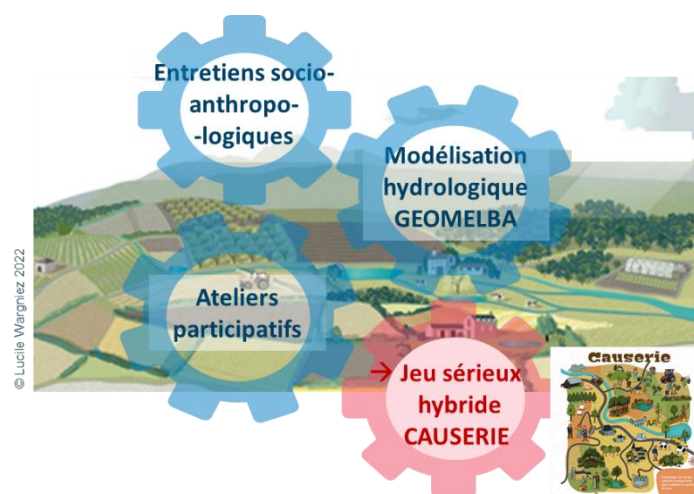 Entretiens socio-
anthropo-
-logiques
Modélisation
hydrologique
GEOMELBA
Ateliers
participatifs
→ Jeu sérieux
hybride
CAUSERIE
Causerie
© Lucile Wargniez 2022